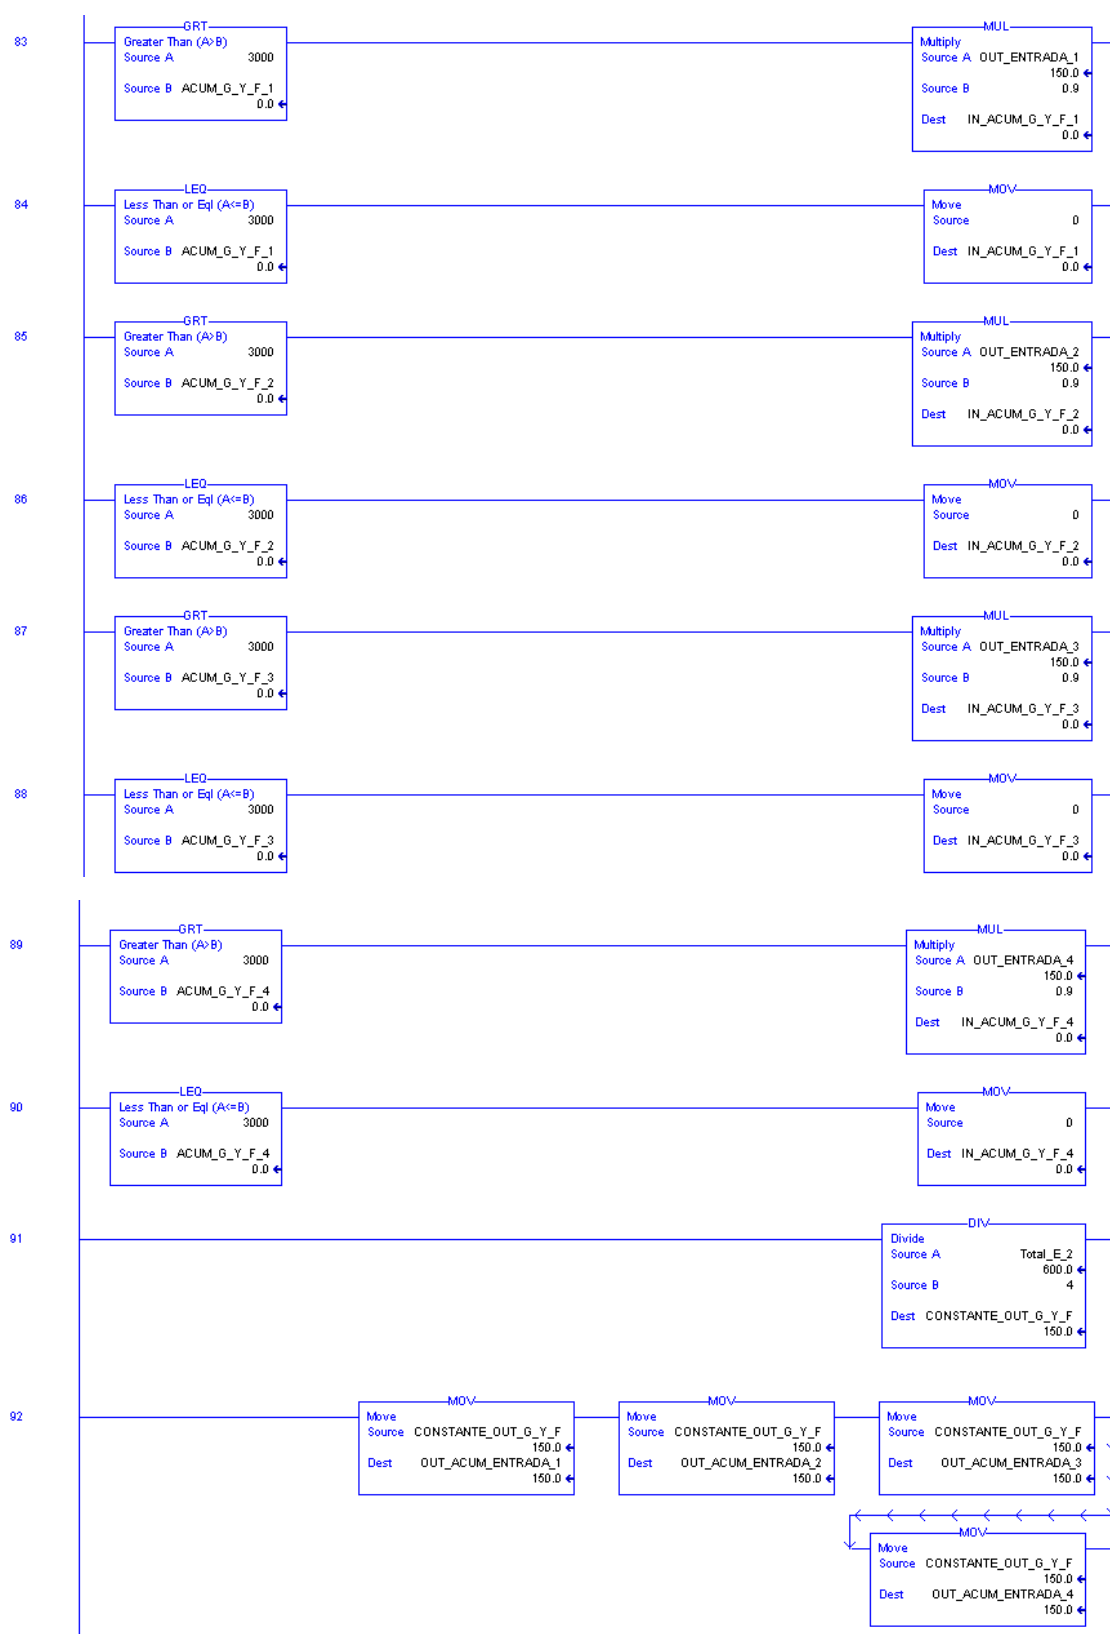 83
GRT
Greater Than (A>B)
Source A 3000
Source B ACUM_G_Y_F_1
0.0
MUL
Multiply
Source A OUT_ENTRADA_1
150.0
Source B 0.9
Dest IN_ACUM_G_Y_F_1
0.0
84
LEQ
Less Than or Eql (A<=B)
Source A 3000
Source B ACUM_G_Y_F_1
0.0
MOV
Move
Source 0
Dest IN_ACUM_G_Y_F_1
0.0
85
GRT
Greater Than (A>B)
Source A 3000
Source B ACUM_G_Y_F_2
0.0
MUL
Multiply
Source A OUT_ENTRADA_2
150.0
Source B 0.9
Dest IN_ACUM_G_Y_F_2
0.0
86
LEQ
Less Than or Eql (A<=B)
Source A 3000
Source B ACUM_G_Y_F_2
0.0
MOV
Move
Source 0
Dest IN_ACUM_G_Y_F_2
0.0
87
GRT
Greater Than (A>B)
Source A 3000
Source B ACUM_G_Y_F_3
0.0
MUL
Multiply
Source A OUT_ENTRADA_3
150.0
Source B 0.9
Dest IN_ACUM_G_Y_F_3
0.0
88
LEQ
Less Than or Eql (A<=B)
Source A 3000
Source B ACUM_G_Y_F_3
0.0
MOV
Move
Source 0
Dest IN_ACUM_G_Y_F_3
0.0
89
GRT
Greater Than (A>B)
Source A 3000
Source B ACUM_G_Y_F_4
0.0
MUL
Multiply
Source A OUT_ENTRADA_4
150.0
Source B 0.9
Dest IN_ACUM_G_Y_F_4
0.0
90
LEQ
Less Than or Eql (A<=B)
Source A 3000
Source B ACUM_G_Y_F_4
0.0
MOV
Move
Source 0
Dest IN_ACUM_G_Y_F_4
0.0
91
DIV
Divide
Source A Total_E_2
600.0
Source B 4
Dest CONSTANTE_OUT_G_Y_F
150.0
92
MOV
Move
Source CONSTANTE_OUT_G_Y_F
150.0
Dest OUT_ACUM_ENTRADA_1
150.0
MOV
Move
Source CONSTANTE_OUT_G_Y_F
150.0
Dest OUT_ACUM_ENTRADA_2
150.0
MOV
Move
Source CONSTANTE_OUT_G_Y_F
150.0
Dest OUT_ACUM_ENTRADA_3
150.0
MOV
Move
Source CONSTANTE_OUT_G_Y_F
150.0
Dest OUT_ACUM_ENTRADA_4
150.0